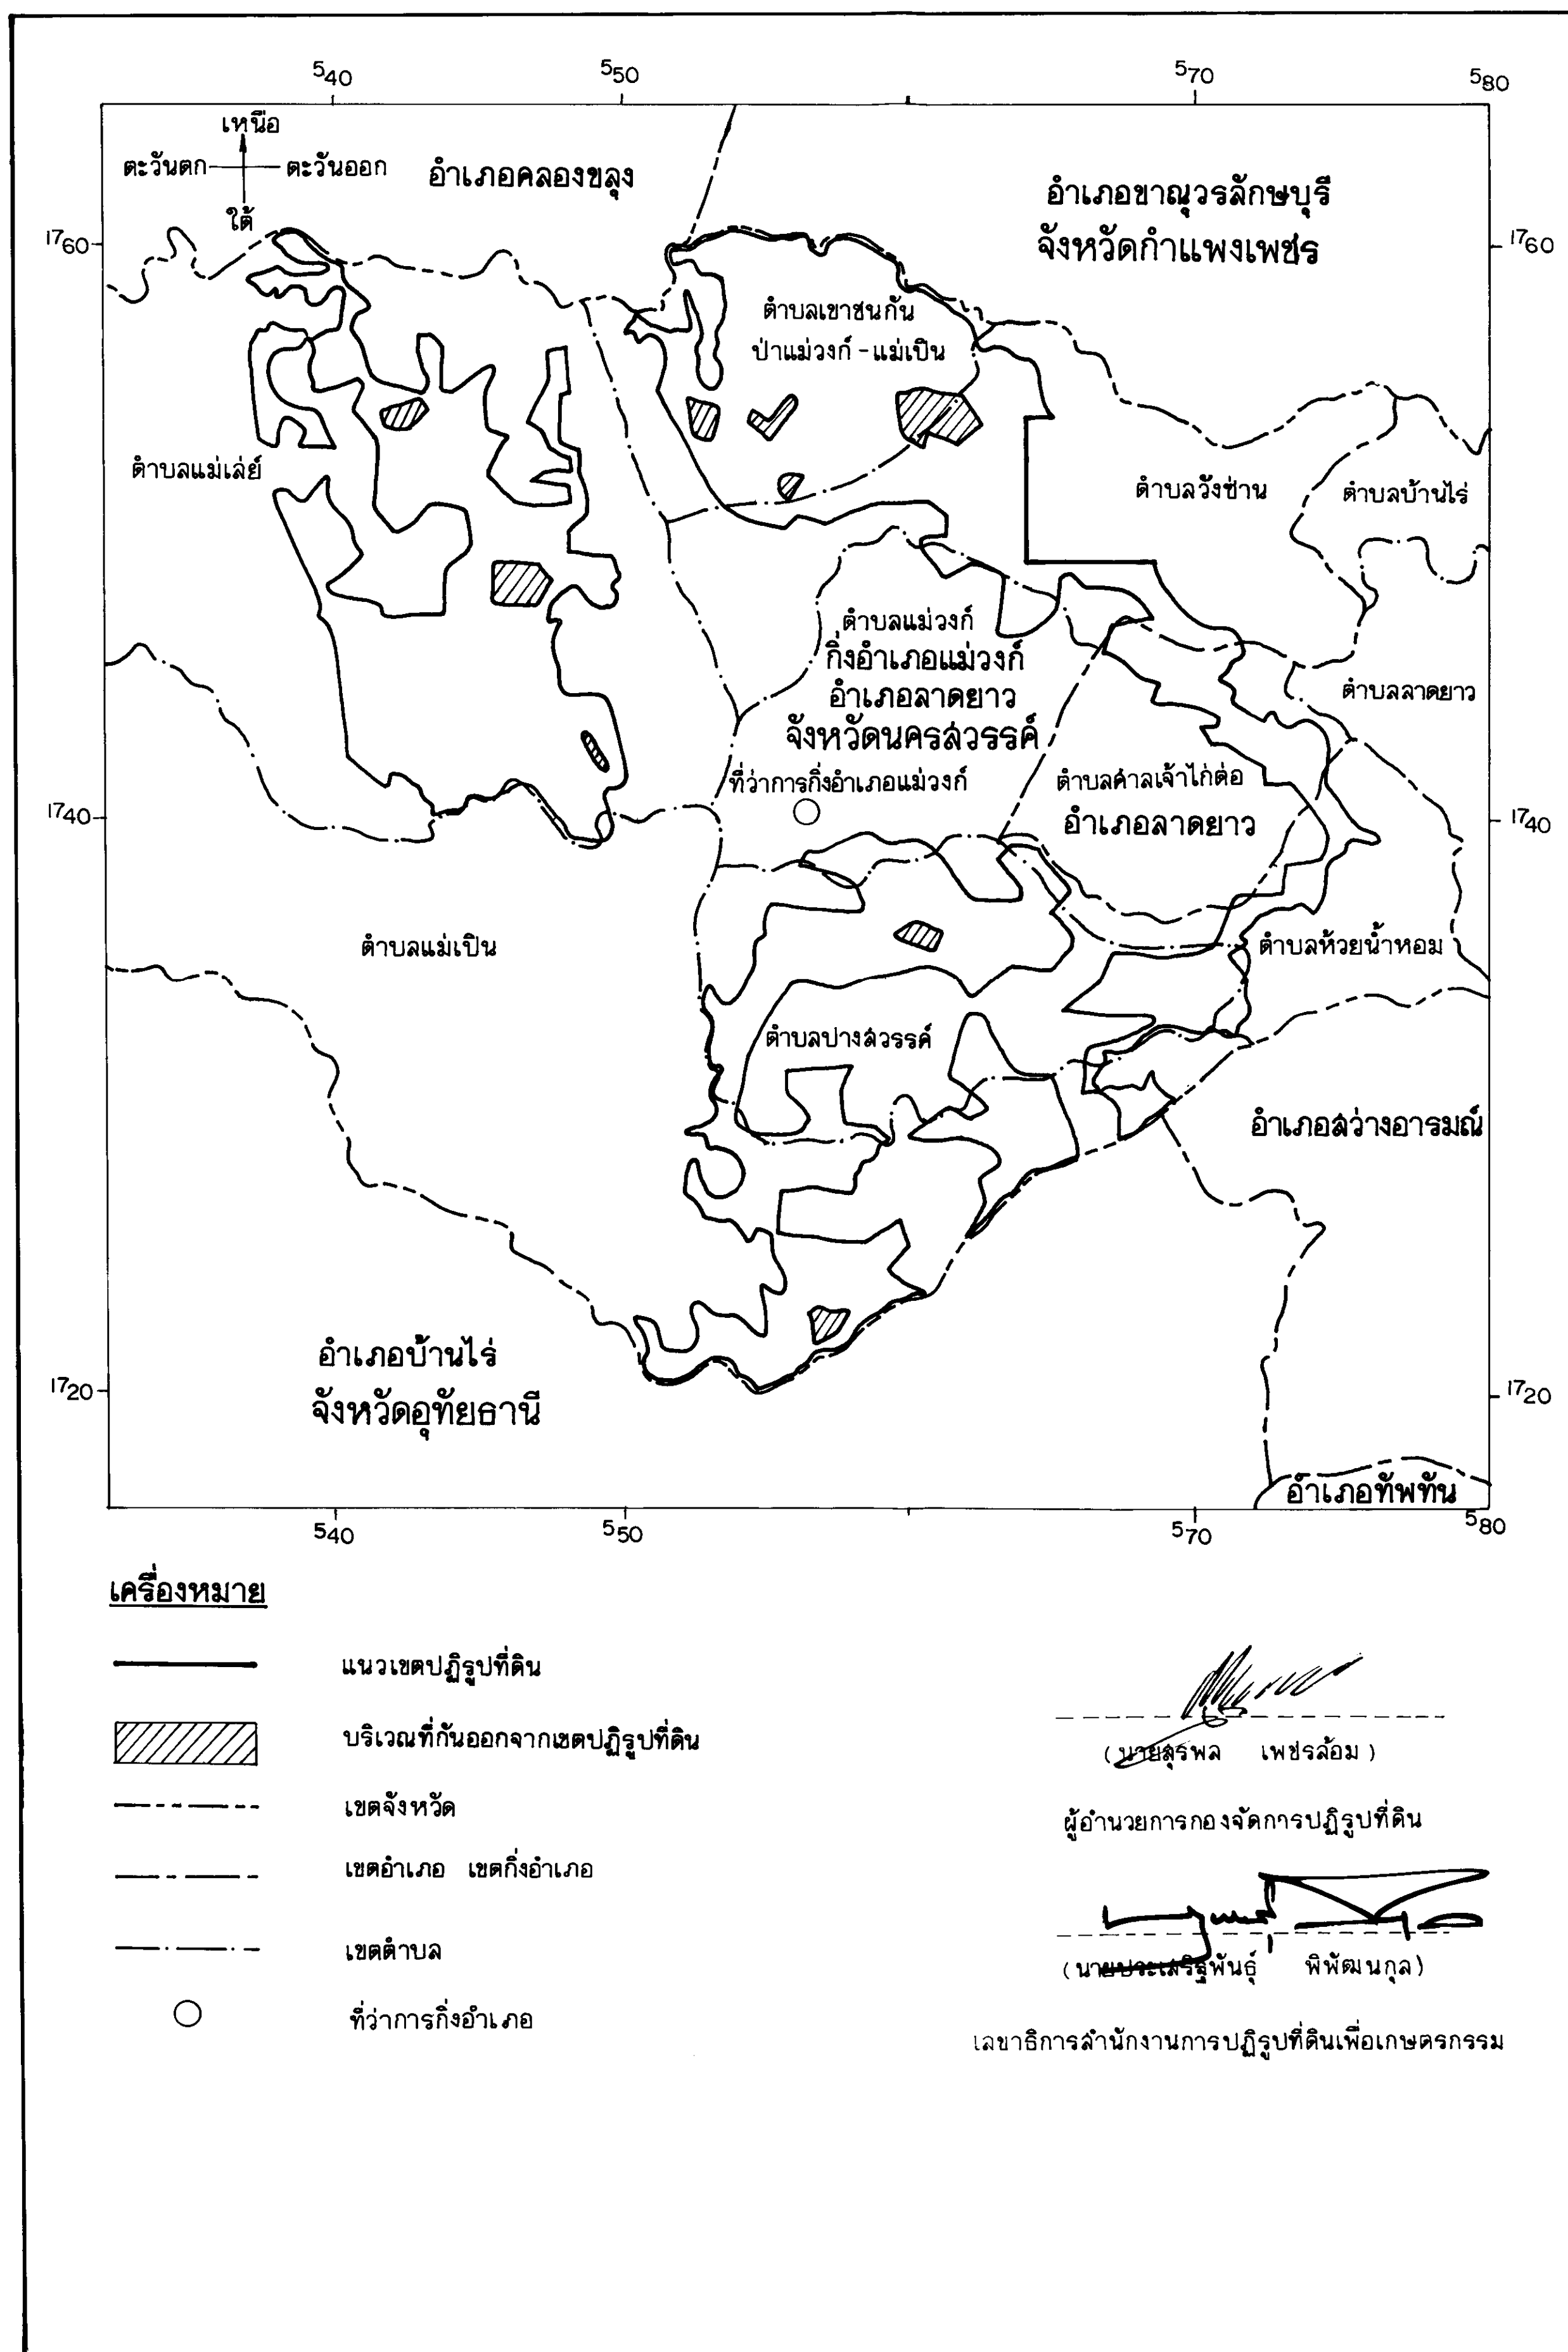 540 550 570 580
เหนือ
ตะวันตก ตะวันออก
ใต้
อำเภอคลองขลุง
อำเภอขาณุวรลักษบุรี
จังหวัดกำแพงเพชร
1760 1760
ตำบลเขาชนกัน
ป่าแม่วงก์-แม่เปิน
ตำบลแม่เล่ย์
ตำบลวังซ่าน
ตำบลบ้านไร่
ตำบลแม่วงก์
กิ่งอำเภอแม่วงก์
อำเภอลาดยาว
จังหวัดนครสวรรค์
ตำบลลาดยาว
ที่ว่าการกิ่งอำเภอแม่วงก์
ตำบลศาลเจ้าไก่ต่อ
อำเภอลาดยาว
1740 1740
ตำบลแม่เปิน
ตำบลห้วยน้ำหอม
ตำบลปางสวรรค์
อำเภอสว่างอารมณ์
อำเภอบ้านไร่
จังหวัดอุทัยธานี
1720 1720
อำเภอทัพทัน
540 550 570 580
เครื่องหมาย
แนวเขตปฏิรูปที่ดิน
บริเวณที่กันออกจากเขตปฏิรูปที่ดิน
เขตจังหวัด
เขตอำเภอ เขตกิ่งอำเภอ
เขตตำบล
ที่ว่าการกิ่งอำเภอ
(นายสุรพล เพชรล้อม)
ผู้อำนวยการกองจัดการปฏิรูปที่ดิน
(นายประเสริฐพันธุ์ พิพัฒนกุล)
เลขาธิการสำนักงานการปฏิรูปที่ดินเพื่อเกษตรกรรม